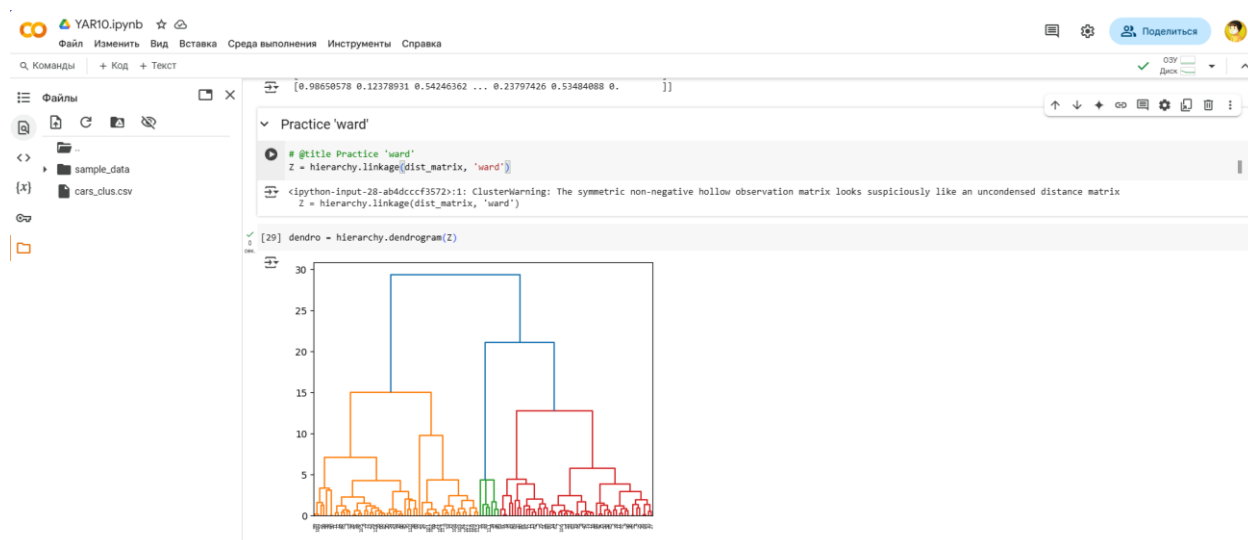 YAR10.ipynb
Файл Изменить Вид Вставка Среда выполнения Инструменты Справка
Поделиться
Команды + Код + Текст
ОЗУ
Диск
Файлы
..
sample_data
cars_clus.csv
{x}
[0.98650578 0.12378931 0.54246362 ... 0.23797426 0.53484088 0. ]]
Practice 'ward'
# @title Practice 'ward'
Z = hierarchy.linkage(dist_matrix, 'ward')
<ipython-input-28-ab4dcccf3572>:1: ClusterWarning: The symmetric non-negative hollow observation matrix looks suspiciously like an uncondensed distance matrix
Z = hierarchy.linkage(dist_matrix, 'ward')
[29] dendro = hierarchy.dendrogram(Z)
0
сек.
30
25
20
15
10
5
0